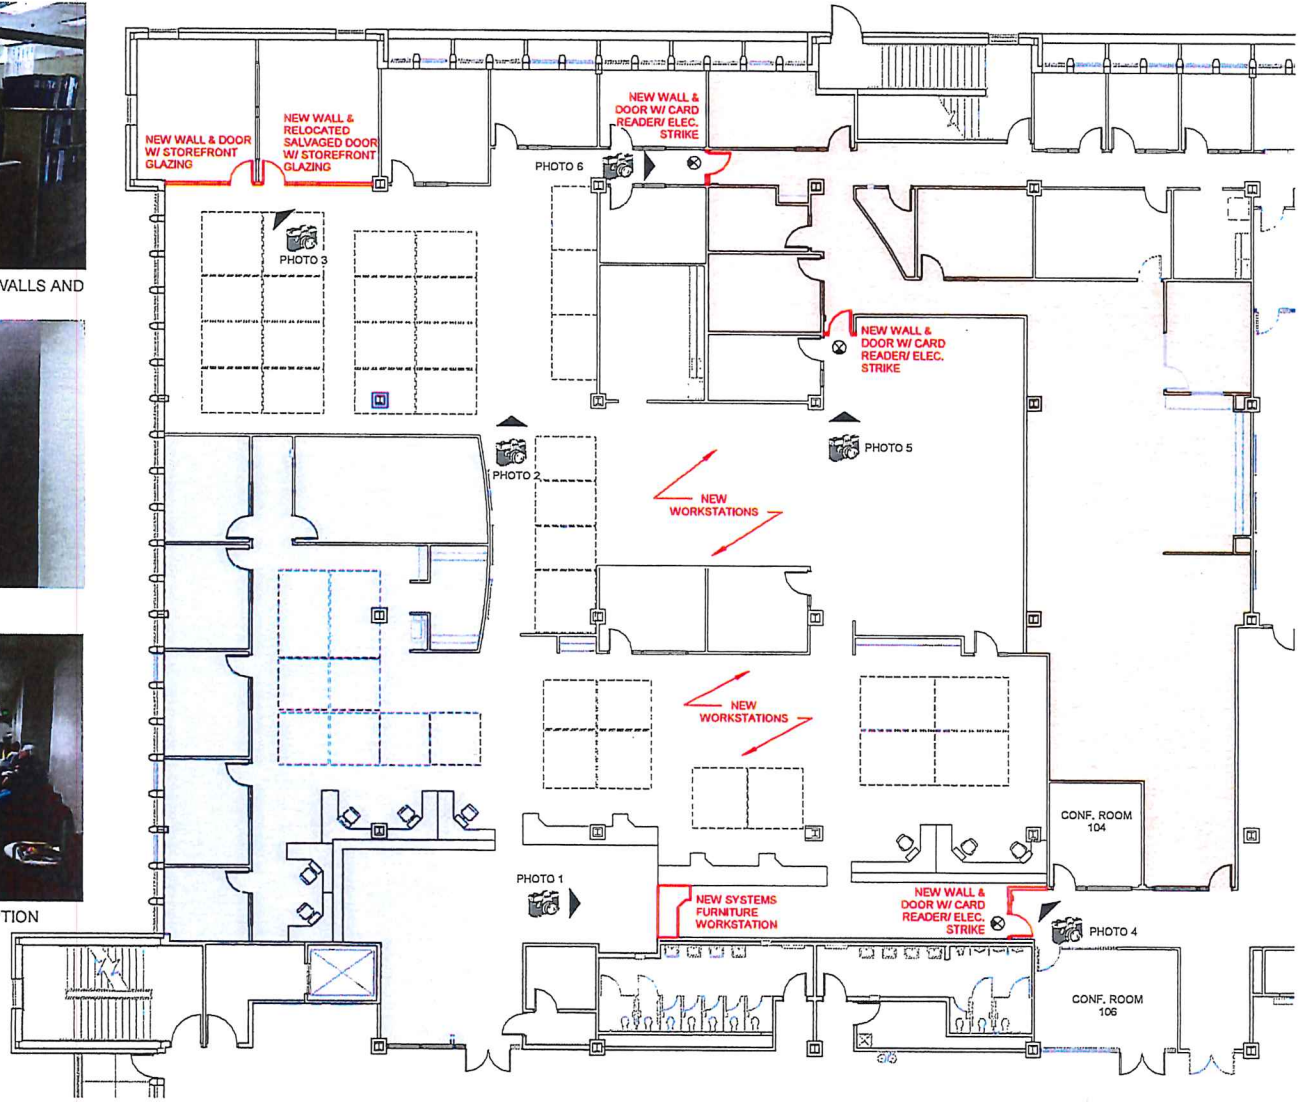 NEW WALL &
DOOR W/ CARD
READER/ ELEC.
STRIKE
NEW WALL &
RELOCATED
SALVAGED DOOR
W/ STOREFRONT
GLAZING
NEW WALL & DOOR
W/ STOREFRONT
GLAZING
PHOTO 6
PHOTO 3
WALLS AND
NEW WALL &
DOOR W/ CARD
READER/ ELEC.
STRIKE
PHOTO 5
PHOTO 2
NEW
WORKSTATIONS
NEW
WORKSTATIONS
CONF. ROOM
104
PHOTO 1
NEW SYSTEMS
FURNITURE
WORKSTATION
NEW WALL &
DOOR W/ CARD
READER/ ELEC.
STRIKE
PHOTO 4
TION
CONF. ROOM
106